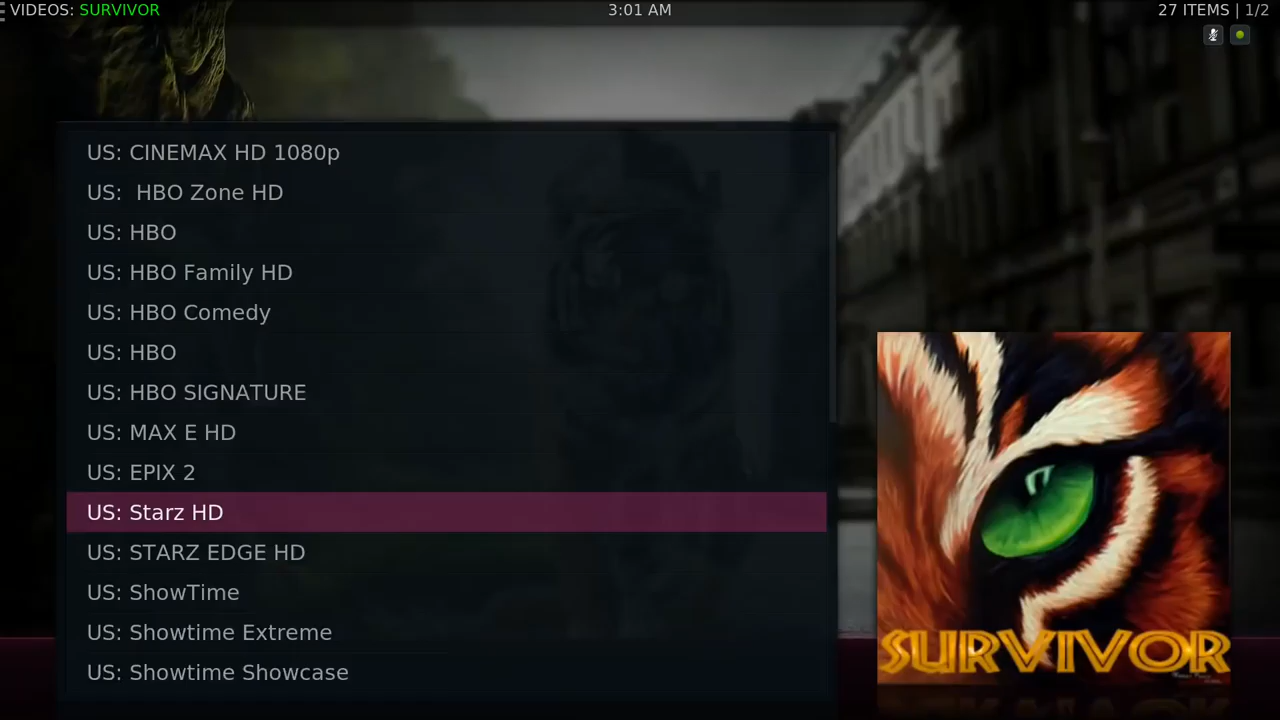 VIDEOS: SURVIVOR
3:01 AM
27 ITEMS | 1/2
US: CINEMAX HD 1080p
US:  HBO Zone HD
US: HBO
US: HBO Family HD
US: HBO Comedy
US: HBO
US: HBO SIGNATURE
US: MAX E HD
US: EPIX 2
US: Starz HD
US: STARZ EDGE HD
US: ShowTime
US: Showtime Extreme
US: Showtime Showcase
SURVIVOR